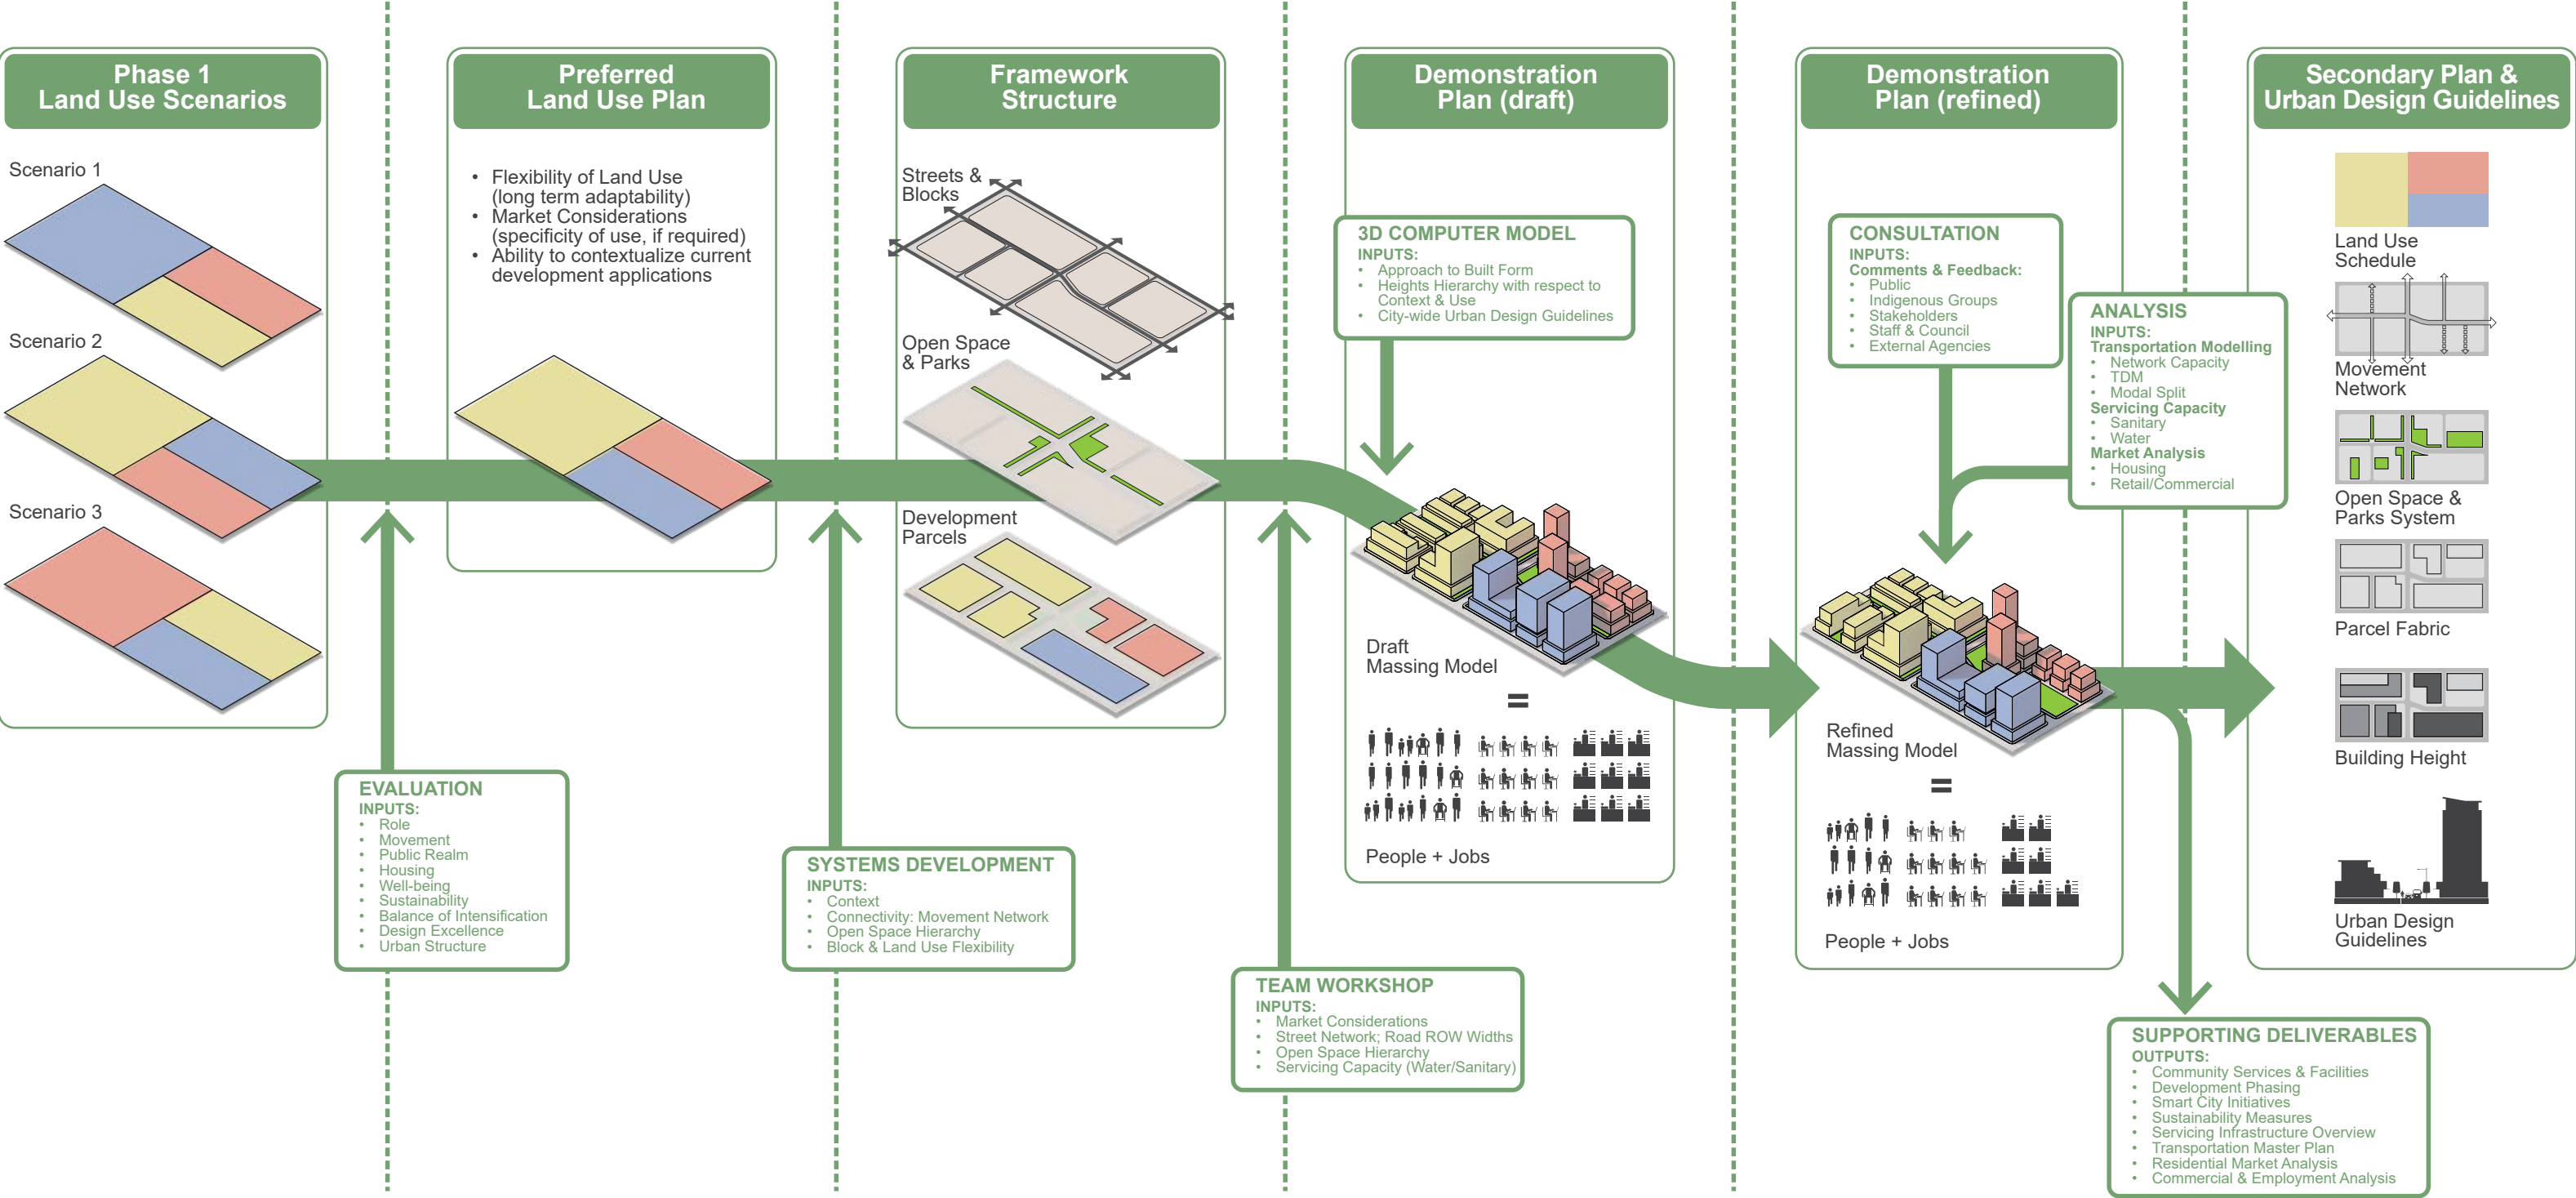 Phase 1
Land Use Scenarios
Scenario 1
Scenario 2
Scenario 3
EVALUATION
INPUTS:
• Role
• Movement
• Public Realm
• Housing
• Well-being
• Sustainability
• Balance of Intensification
• Design Excellence
• Urban Structure
Preferred
Land Use Plan
• Flexibility of Land Use
(long term adaptability)
• Market Considerations
(specificity of use, if required)
• Ability to contextualize current
development applications
SYSTEMS DEVELOPMENT
INPUTS:
• Context
• Connectivity: Movement Network
• Open Space Hierarchy
• Block & Land Use Flexibility
Framework
Structure
Streets &
Blocks
Open Space
& Parks
Development
Parcels
TEAM WORKSHOP
INPUTS:
• Market Considerations
• Street Network; Road ROW Widths
• Open Space Hierarchy
• Servicing Capacity (Water/Sanitary)
Demonstration
Plan (draft)
3D COMPUTER MODEL
INPUTS:
• Approach to Built Form
• Heights Hierarchy with respect to
Context & Use
• City-wide Urban Design Guidelines
Draft
Massing Model
=
People + Jobs
Demonstration
Plan (refined)
CONSULTATION
INPUTS:
Comments & Feedback:
• Public
• Indigenous Groups
• Stakeholders
• Staff & Council
• External Agencies
ANALYSIS
INPUTS:
Transportation Modelling
• Network Capacity
• TDM
• Modal Split
Servicing Capacity
• Sanitary
• Water
Market Analysis
• Housing
• Retail/Commercial
Refined
Massing Model
=
People + Jobs
Secondary Plan &
Urban Design Guidelines
Land Use
Schedule
Movement
Network
Open Space &
Parks System
Parcel Fabric
Building Height
Urban Design
Guidelines
SUPPORTING DELIVERABLES
OUTPUTS:
• Community Services & Facilities
• Development Phasing
• Smart City Initiatives
• Sustainability Measures
• Servicing Infrastructure Overview
• Transportation Master Plan
• Residential Market Analysis
• Commercial & Employment Analysis